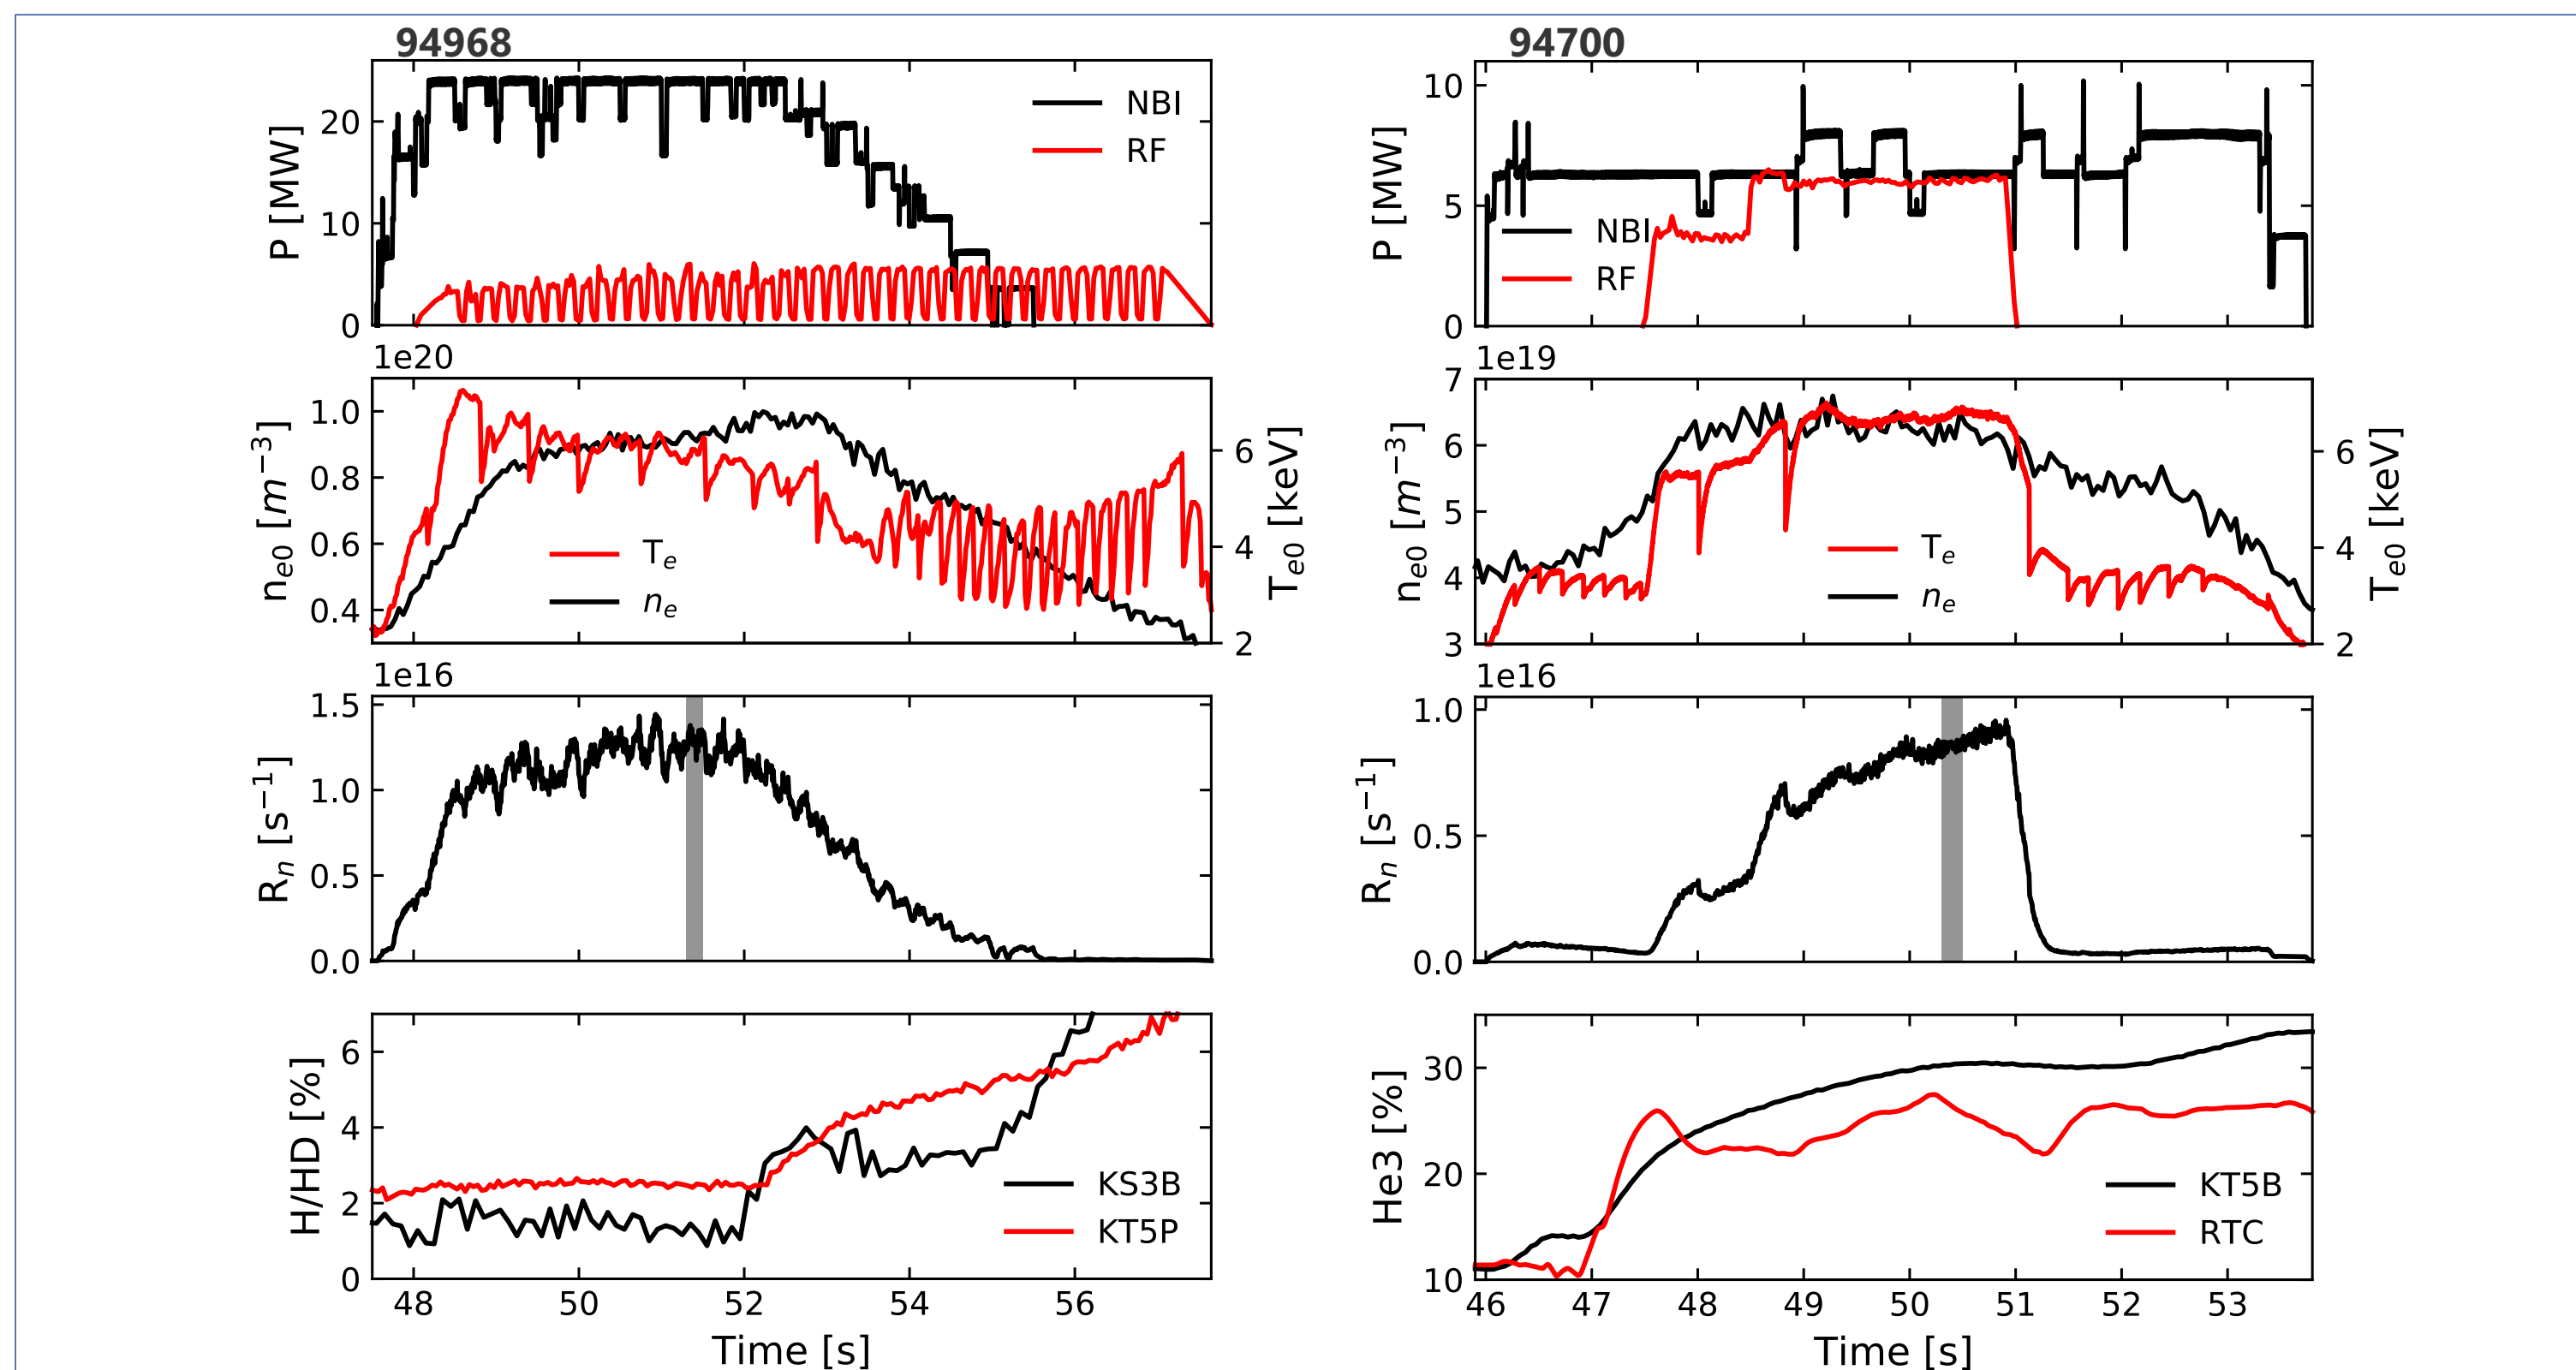 94968
P [MW]
20
10
0
NBI
RF
1e20
n_e0 [m^−3]
1.0
0.8
0.6
0.4
T_e
n_e
6
4
2
T_e0 [keV]
1e16
R_n [s^−1]
1.5
1.0
0.5
0.0
H/HD [%]
6
4
2
0
KS3B
KT5P
48 50 52 54 56
Time [s]
94700
P [MW]
10
5
0
NBI
RF
1e19
n_e0 [m^−3]
7
6
5
4
3
T_e
n_e
6
4
2
T_e0 [keV]
1e16
R_n [s^−1]
1.0
0.5
0.0
He3 [%]
30
20
10
KT5B
RTC
46 47 48 49 50 51 52 53
Time [s]